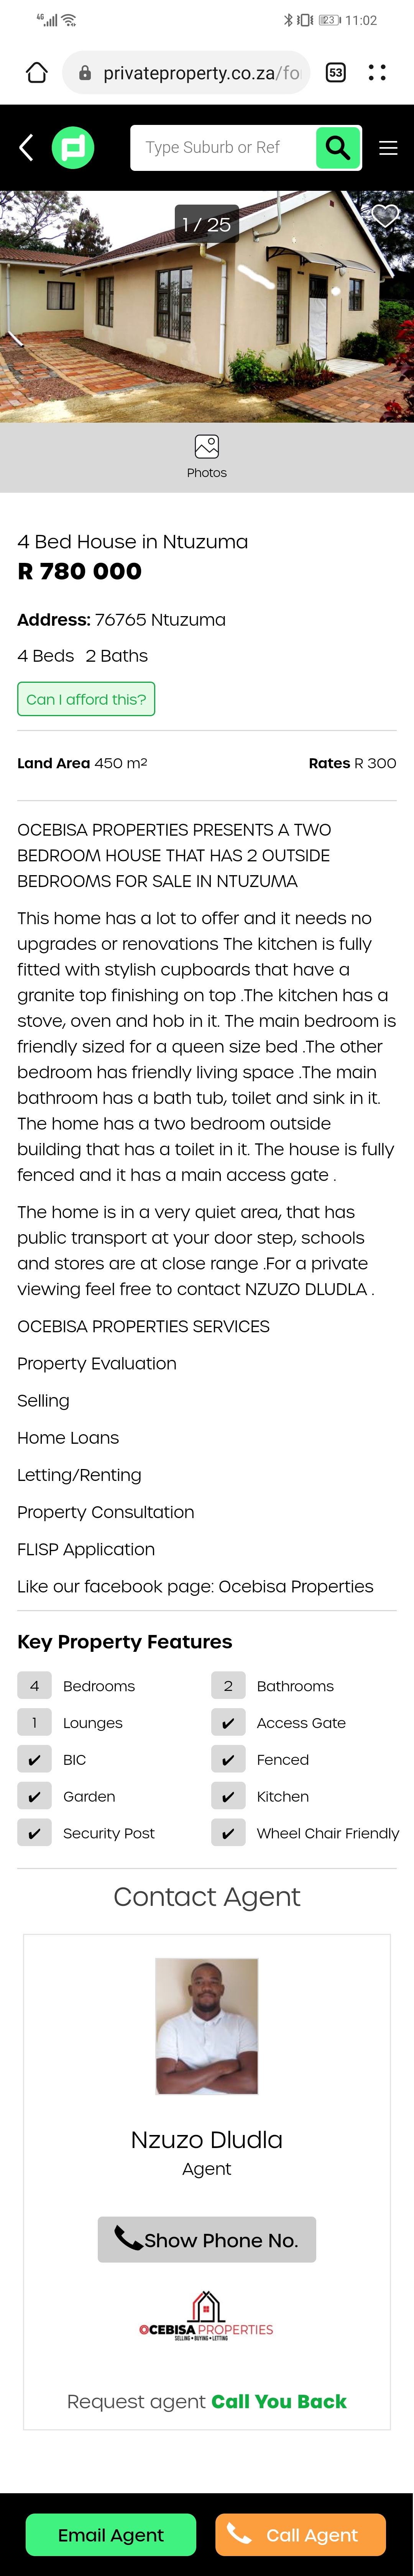 4G 23 11:02
privateproperty.co.za/fo 53
Type Suburb or Ref
1 / 25
Photos
4 Bed House in Ntuzuma
R 780 000
Address: 76765 Ntuzuma
4 Beds 2 Baths
Can I afford this?
Land Area 450 m² Rates R 300
OCEBISA PROPERTIES PRESENTS A TWO
BEDROOM HOUSE THAT HAS 2 OUTSIDE
BEDROOMS FOR SALE IN NTUZUMA
This home has a lot to offer and it needs no
upgrades or renovations The kitchen is fully
fitted with stylish cupboards that have a
granite top finishing on top .The kitchen has a
stove, oven and hob in it. The main bedroom is
friendly sized for a queen size bed .The other
bedroom has friendly living space .The main
bathroom has a bath tub, toilet and sink in it.
The home has a two bedroom outside
building that has a toilet in it. The house is fully
fenced and it has a main access gate .
The home is in a very quiet area, that has
public transport at your door step, schools
and stores are at close range .For a private
viewing feel free to contact NZUZO DLUDLA .
OCEBISA PROPERTIES SERVICES
Property Evaluation
Selling
Home Loans
Letting/Renting
Property Consultation
FLISP Application
Like our facebook page: Ocebisa Properties
Key Property Features
4 Bedrooms 2 Bathrooms
1 Lounges ✔ Access Gate
✔ BIC ✔ Fenced
✔ Garden ✔ Kitchen
✔ Security Post ✔ Wheel Chair Friendly
Contact Agent
Nzuzo Dludla
Agent
Show Phone No.
OCEBISA PROPERTIES
SELLING • BUYING • LETTING
Request agent Call You Back
Email Agent Call Agent